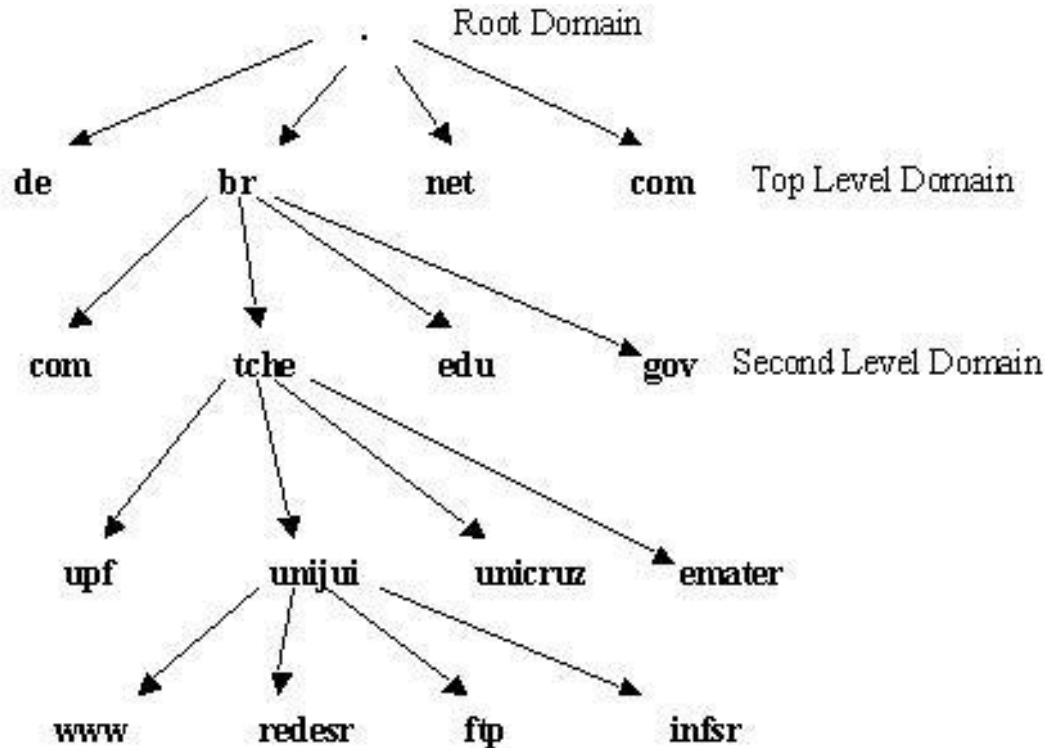 . Root Domain
de br net com Top Level Domain
com tche edu gov Second Level Domain
upf unijui unicruz emater
www redesr ftp infsr